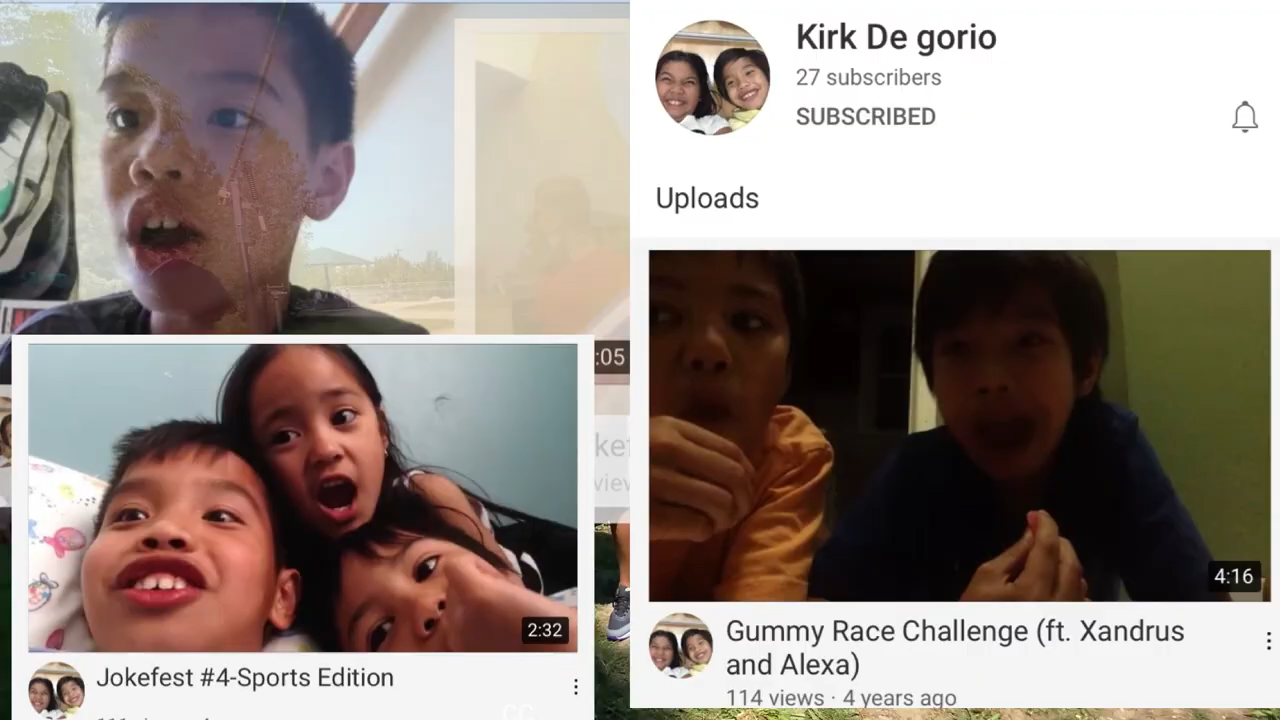 Kirk De gorio
27 subscribers
SUBSCRIBED
Uploads
4:16
Gummy Race Challenge (ft. Xandrus
and Alexa)
114 views · 4 years ago
:05
2:32
Jokefest #4-Sports Edition
CC